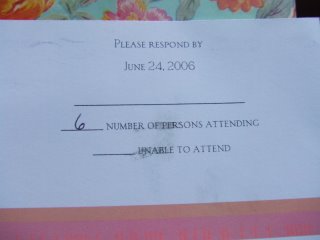 Please respond by
June 24, 2006
6 number of persons attending
unable to attend